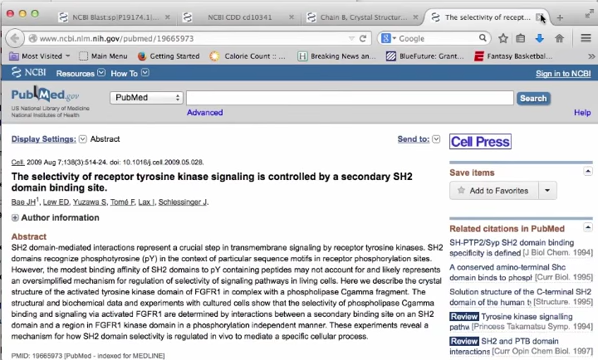 NCBI Blast:sp|P19174.1|...
NCBI CDD cd10341
Chain B, Crystal Structur...
The selectivity of recept...
www.ncbi.nlm.nih.gov/pubmed/19665973
Google
Most Visited
Main Menu
Getting Started
Calorie Count ...
Breaking News an...
BlueFuture: Grant...
Fantasy Basketbal...
NCBI
Resources
How To
Sign in to NCBI
PubMed.gov
US National Library of Medicine
National Institutes of Health
PubMed
Search
Advanced
Help
Display Settings:
Abstract
Send to:
Cell. 2009 Aug 7;138(3):514-24. doi: 10.1016/j.cell.2009.05.028.
The selectivity of receptor tyrosine kinase signaling is controlled by a secondary SH2
domain binding site.
Bae JH1, Lew ED, Yuzawa S, Tomé F, Lax I, Schlessinger J.
Author information
Abstract
SH2 domain-mediated interactions represent a crucial step in transmembrane signaling by receptor tyrosine kinases. SH2
domains recognize phosphotyrosine (pY) in the context of particular sequence motifs in receptor phosphorylation sites.
However, the modest binding affinity of SH2 domains to pY containing peptides may not account for and likely represents
an oversimplified mechanism for regulation of selectivity of signaling pathways in living cells. Here we describe the crystal
structure of the activated tyrosine kinase domain of FGFR1 in complex with a phospholipase Cgamma fragment. The
structural and biochemical data and experiments with cultured cells show that the selectivity of phospholipase Cgamma
binding and signaling via activated FGFR1 are determined by interactions between a secondary binding site on an SH2
domain and a region in FGFR1 kinase domain in a phosphorylation independent manner. These experiments reveal a
mechanism for how SH2 domain selectivity is regulated in vivo to mediate a specific cellular process.
PMID: 19665973 [PubMed - indexed for MEDLINE]
Cell Press
Save items
Add to Favorites
Related citations in PubMed
SH-PTP2/Syp SH2 domain binding
specificity is defined [J Biol Chem. 1994]
A conserved amino-terminal Shc
domain binds to phosp [Curr Biol. 1995]
Solution structure of the C-terminal SH2
domain of the human t [Structure. 1995]
Review Tyrosine kinase signalling
pathw [Princess Takamatsu Symp. 1994]
Review SH2 and PTB domain
interactions in [Curr Opin Chem Biol. 1997]